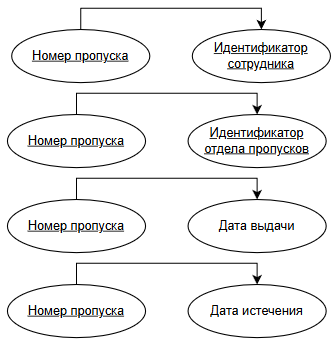 Номер пропуска
Идентификатор
сотрудника
Номер пропуска
Идентификатор
отдела пропусков
Номер пропуска
Дата выдачи
Номер пропуска
Дата истечения